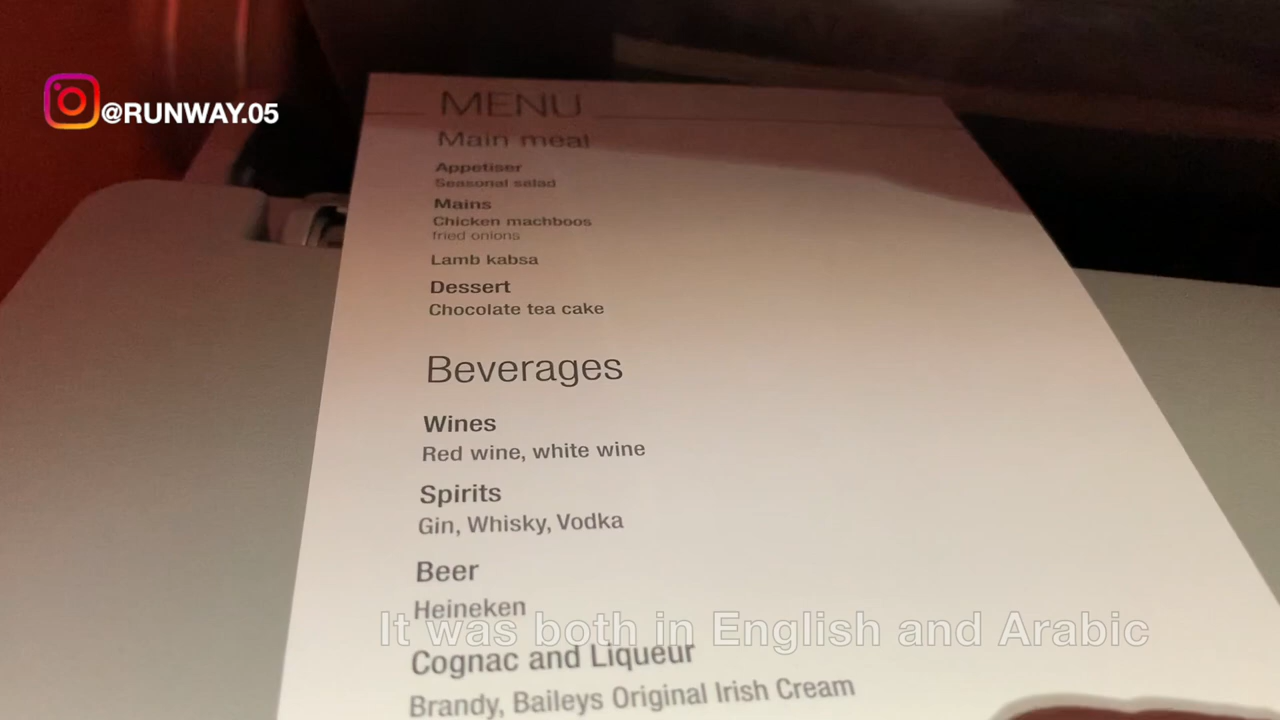 @RUNWAY.05
MENU
Main meal
Appetiser
Seasonal salad
Mains
Chicken machboos
fried onions
Lamb kabsa
Dessert
Chocolate tea cake
Beverages
Wines
Red wine, white wine
Spirits
Gin, Whisky, Vodka
Beer
Heineken
It was both in English and Arabic
Cognac and Liqueur
Brandy, Baileys Original Irish Cream